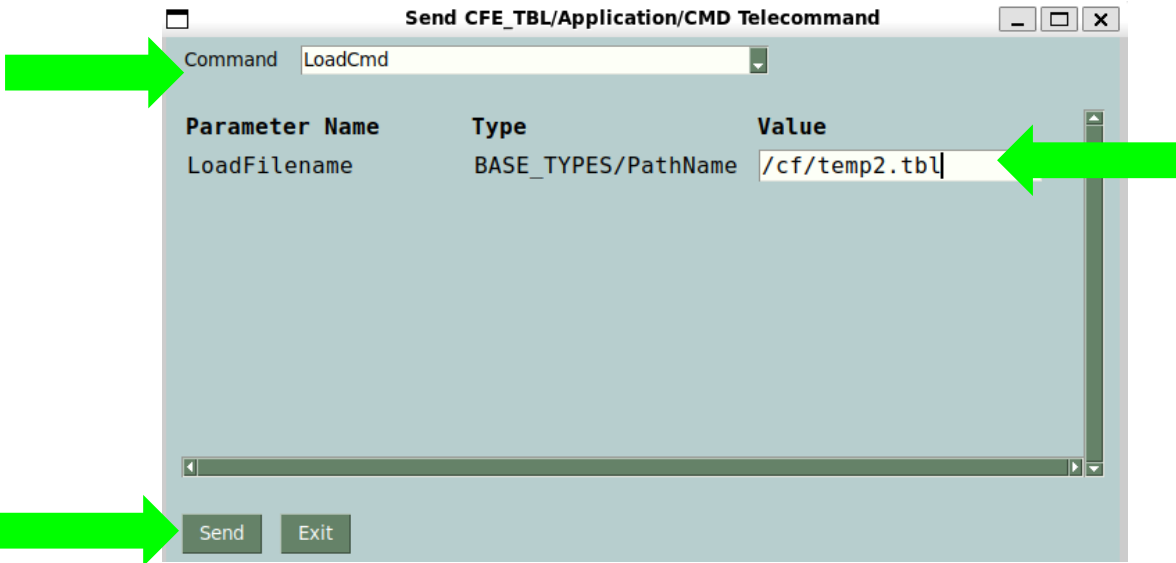 Send CFE_TBL/Application/CMD Telecommand
Command LoadCmd
Parameter Name Type Value
LoadFilename BASE_TYPES/PathName /cf/temp2.tbl
Send Exit